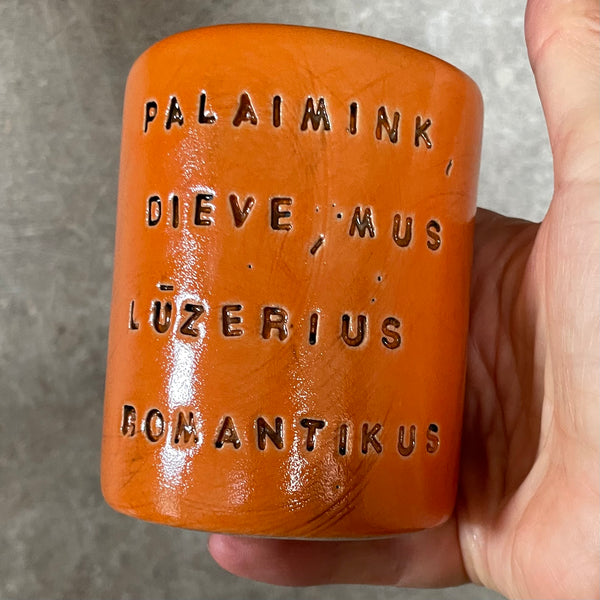 PALAIMINK,
DIEVE, MUS
LŪZERIUS
ROMANTIKUS